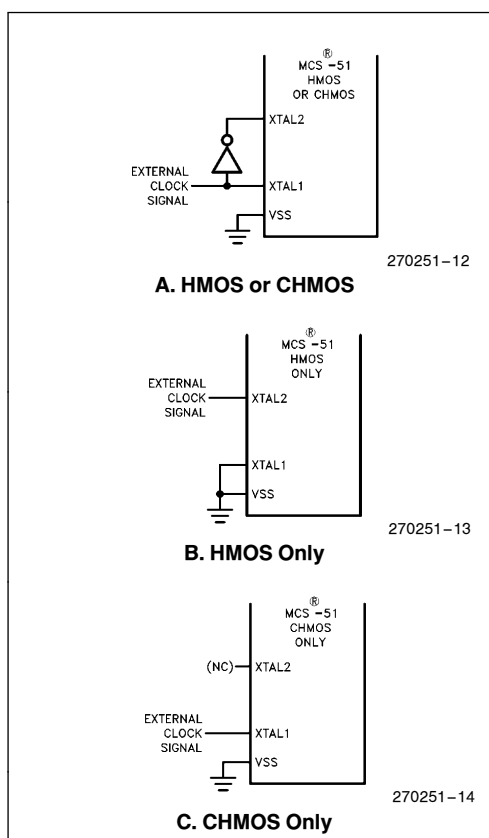 ®
MCS -51
HMOS
OR CHMOS
XTAL2
EXTERNAL
CLOCK
SIGNAL
XTAL1
VSS
270251–12
A. HMOS or CHMOS
®
MCS -51
HMOS
ONLY
EXTERNAL
CLOCK
SIGNAL
XTAL2
XTAL1
VSS
270251–13
B. HMOS Only
®
MCS -51
CHMOS
ONLY
(NC) XTAL2
EXTERNAL
CLOCK
SIGNAL
XTAL1
VSS
270251–14
C. CHMOS Only